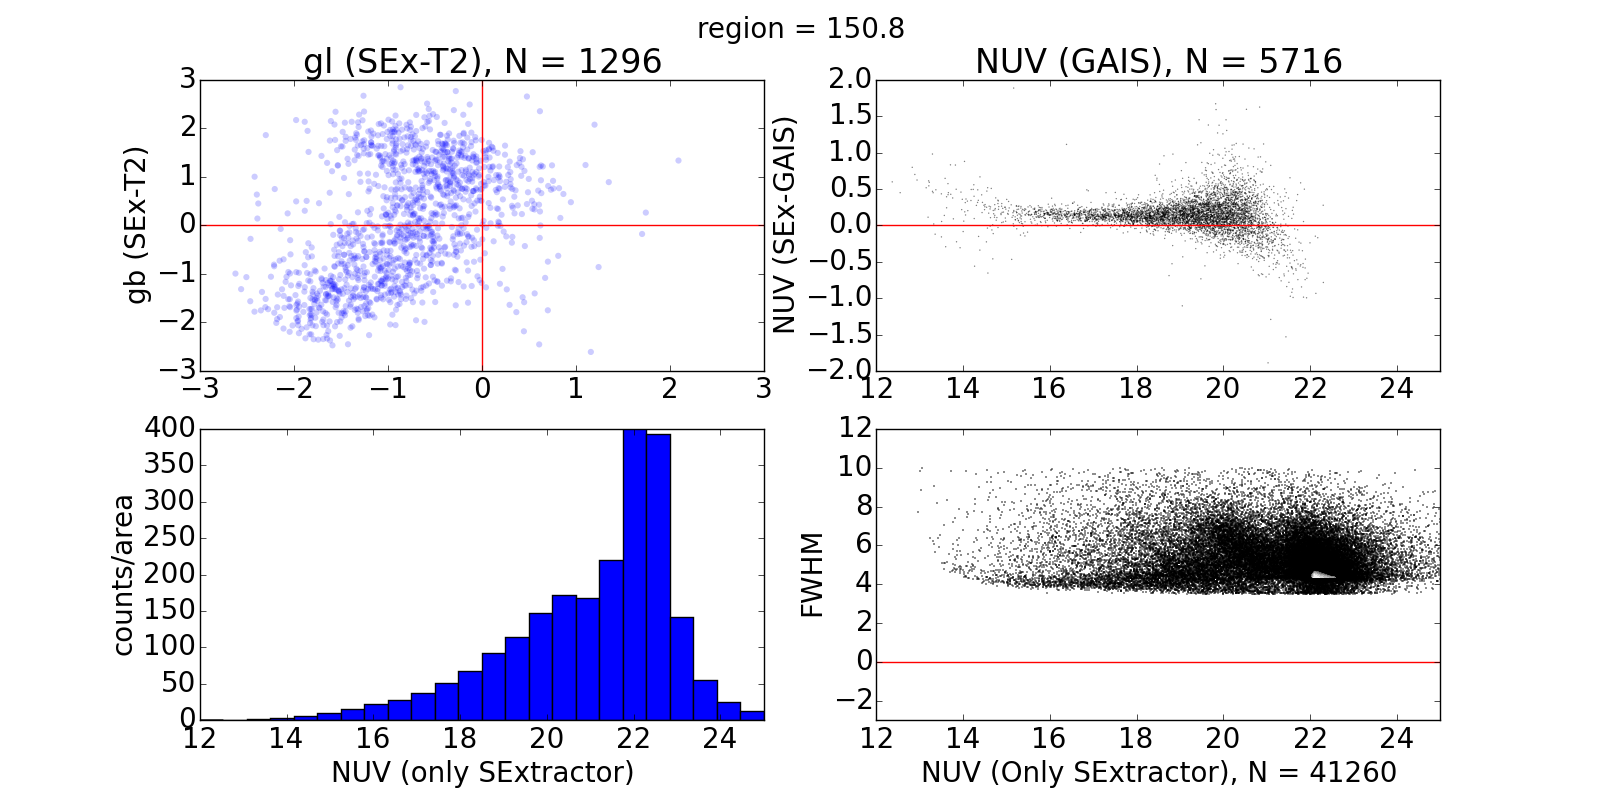 region = 150.8
gl (SEx-T2), N = 1296
3
2
1
0
−1
−2
−3
gb (SEx-T2)
−3 −2 −1 0 1 2 3
NUV (GAIS), N = 5716
2.0
1.5
1.0
0.5
0.0
−0.5
−1.0
−1.5
−2.0
NUV (SEx-GAIS)
12 14 16 18 20 22 24
400
350
300
250
200
150
100
50
0
counts/area
12 14 16 18 20 22 24
NUV (only SExtractor)
12
10
8
6
4
2
0
−2
FWHM
12 14 16 18 20 22 24
NUV (Only SExtractor), N = 41260